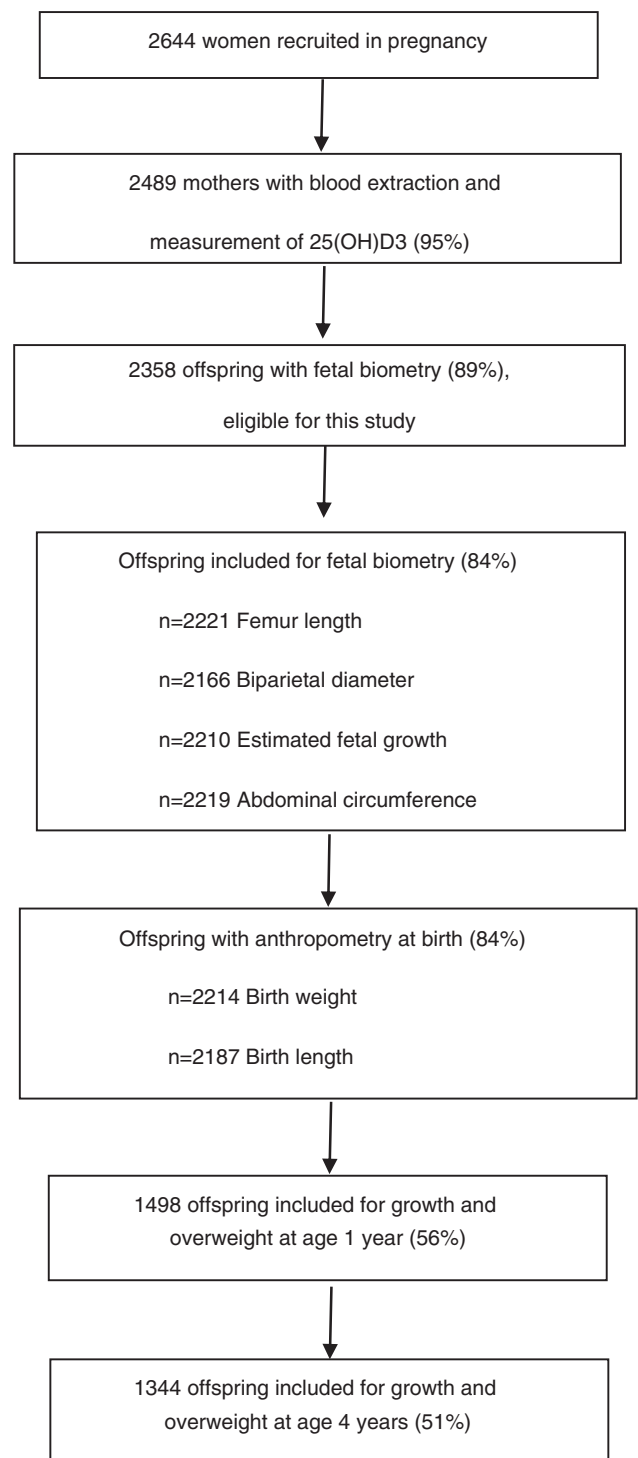 2644 women recruited in pregnancy
2489 mothers with blood extraction and
measurement of 25(OH)D3 (95%)
2358 offspring with fetal biometry (89%),
eligible for this study
Offspring included for fetal biometry (84%)
n=2221 Femur length
n=2166 Biparietal diameter
n=2210 Estimated fetal growth
n=2219 Abdominal circumference
Offspring with anthropometry at birth (84%)
n=2214 Birth weight
n=2187 Birth length
1498 offspring included for growth and
overweight at age 1 year (56%)
1344 offspring included for growth and
overweight at age 4 years (51%)